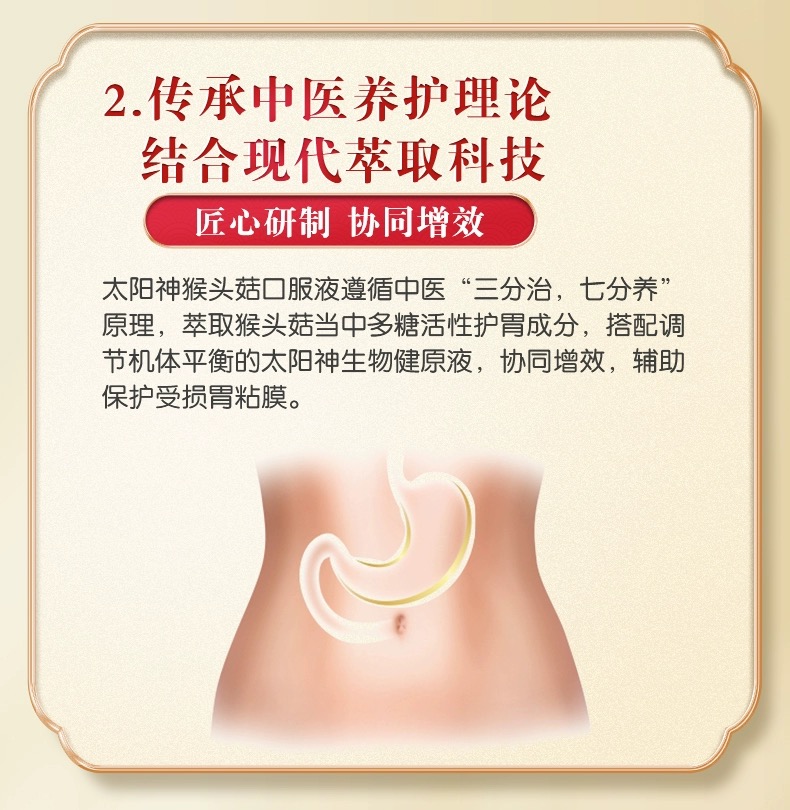 2.传承中医养护理论
结合现代萃取科技
匠心研制 协同增效
太阳神猴头菇口服液遵循中医“三分治，七分养”
原理，萃取猴头菇当中多糖活性护胃成分，搭配调
节机体平衡的太阳神生物健原液，协同增效，辅助
保护受损胃粘膜。